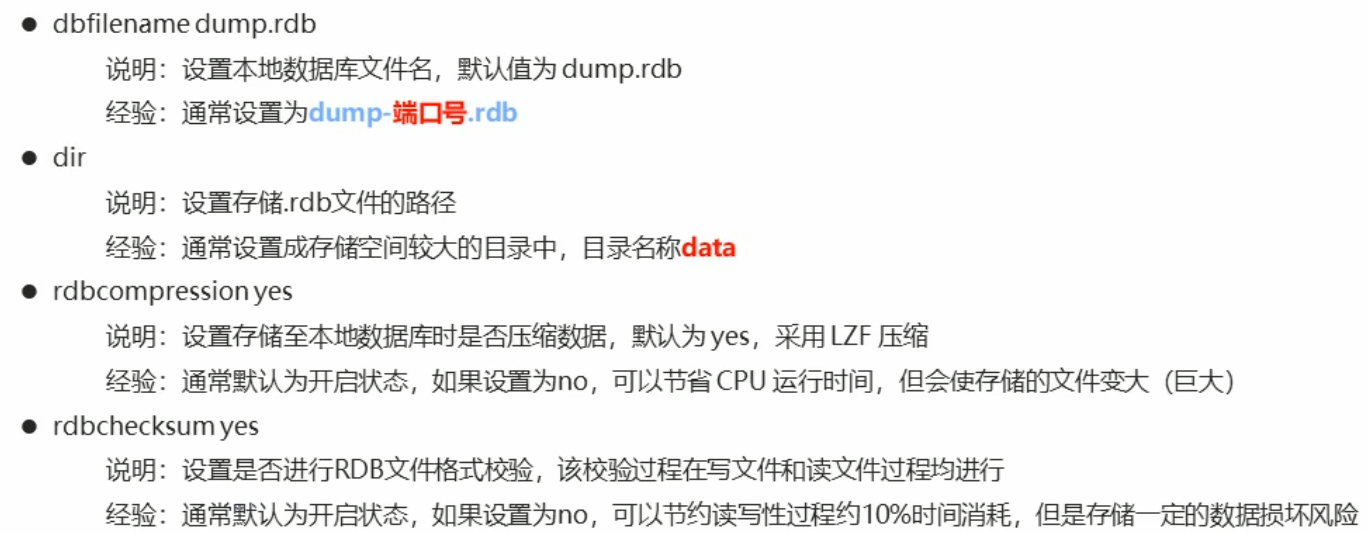 ● dbfilename dump.rdb
说明：设置本地数据库文件名，默认值为 dump.rdb
经验：通常设置为dump-端口号.rdb
● dir
说明：设置存储.rdb文件的路径
经验：通常设置成存储空间较大的目录中，目录名称data
● rdbcompression yes
说明：设置存储至本地数据库时是否压缩数据，默认为 yes，采用 LZF 压缩
经验：通常默认为开启状态，如果设置为no，可以节省 CPU 运行时间，但会使存储的文件变大（巨大）
● rdbchecksum yes
说明：设置是否进行RDB文件格式校验，该校验过程在写文件和读文件过程均进行
经验：通常默认为开启状态，如果设置为no，可以节约读写性过程约10%时间消耗，但是存储一定的数据损坏风险